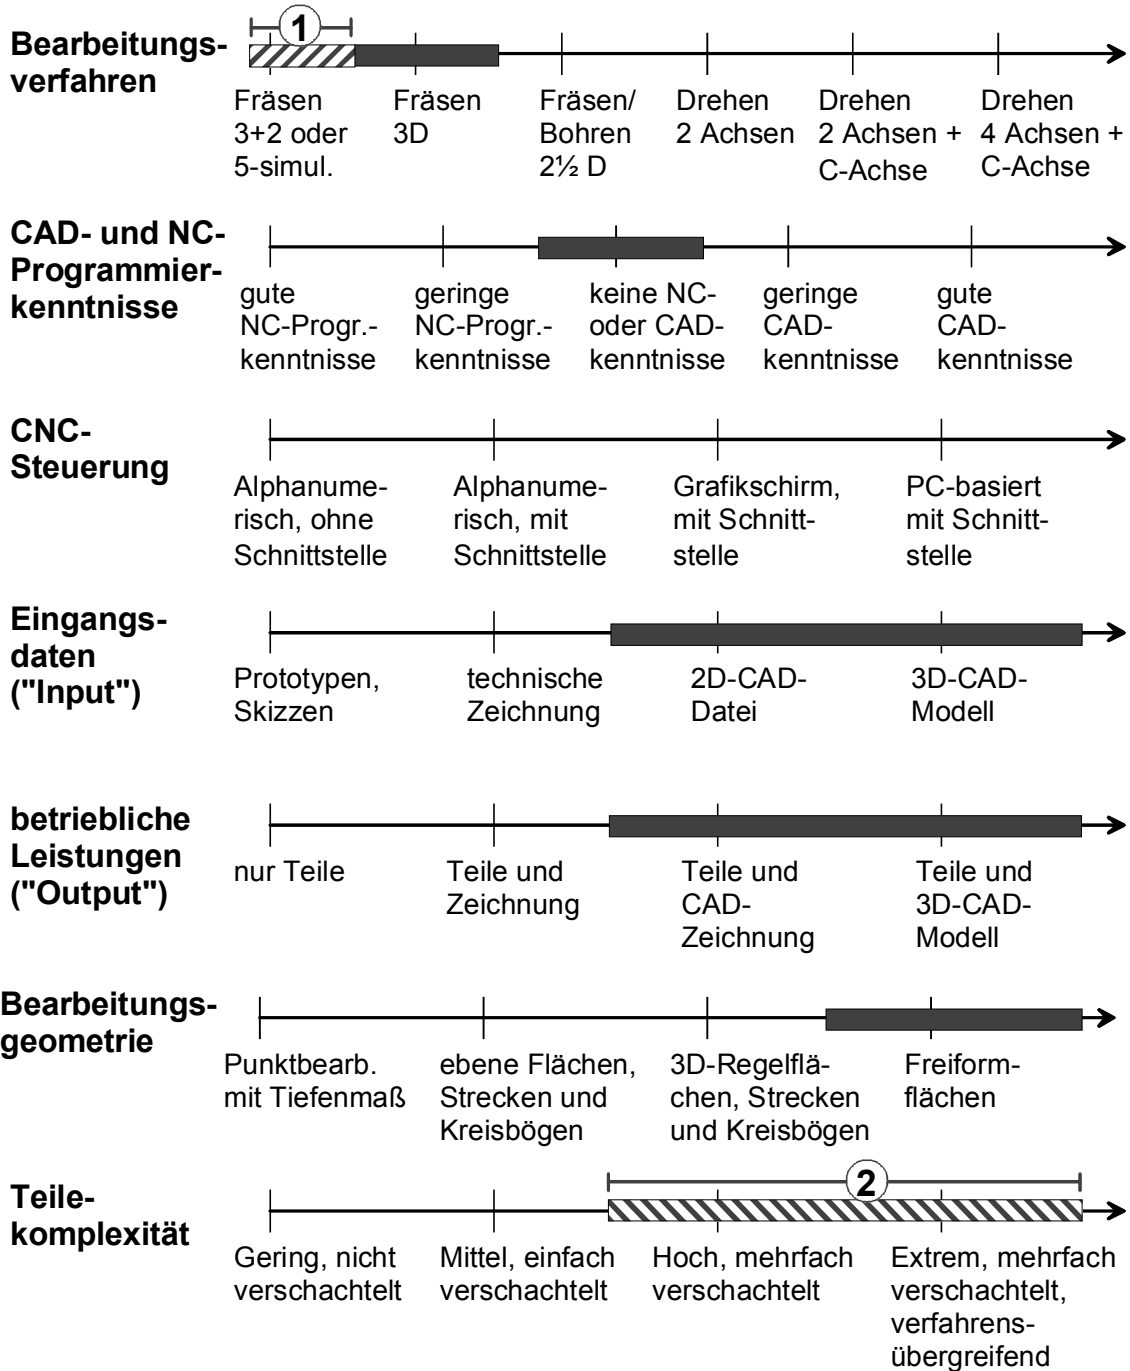 1
Bearbeitungs-
verfahren
Fräsen
3+2 oder
5-simul.
Fräsen
3D
Fräsen/
Bohren
2½ D
Drehen
2 Achsen
Drehen
2 Achsen +
C-Achse
Drehen
4 Achsen +
C-Achse
CAD- und NC-
Programmier-
kenntnisse
gute
NC-Progr.-
kenntnisse
geringe
NC-Progr.-
kenntnisse
keine NC-
oder CAD-
kenntnisse
geringe
CAD-
kenntnisse
gute
CAD-
kenntnisse
CNC-
Steuerung
Alphanume-
risch, ohne
Schnittstelle
Alphanume-
risch, mit
Schnittstelle
Grafikschirm,
mit Schnitt-
stelle
PC-basiert
mit Schnitt-
stelle
Eingangs-
daten
("Input")
Prototypen,
Skizzen
technische
Zeichnung
2D-CAD-
Datei
3D-CAD-
Modell
betriebliche
Leistungen
("Output")
nur Teile
Teile und
Zeichnung
Teile und
CAD-
Zeichnung
Teile und
3D-CAD-
Modell
Bearbeitungs-
geometrie
Punktbearb.
mit Tiefenmaß
ebene Flächen,
Strecken und
Kreisbögen
3D-Regelflä-
chen, Strecken
und Kreisbögen
Freiform-
flächen
2
Teile-
komplexität
Gering, nicht
verschachtelt
Mittel, einfach
verschachtelt
Hoch, mehrfach
verschachtelt
Extrem, mehrfach
verschachtelt,
verfahrens-
übergreifend